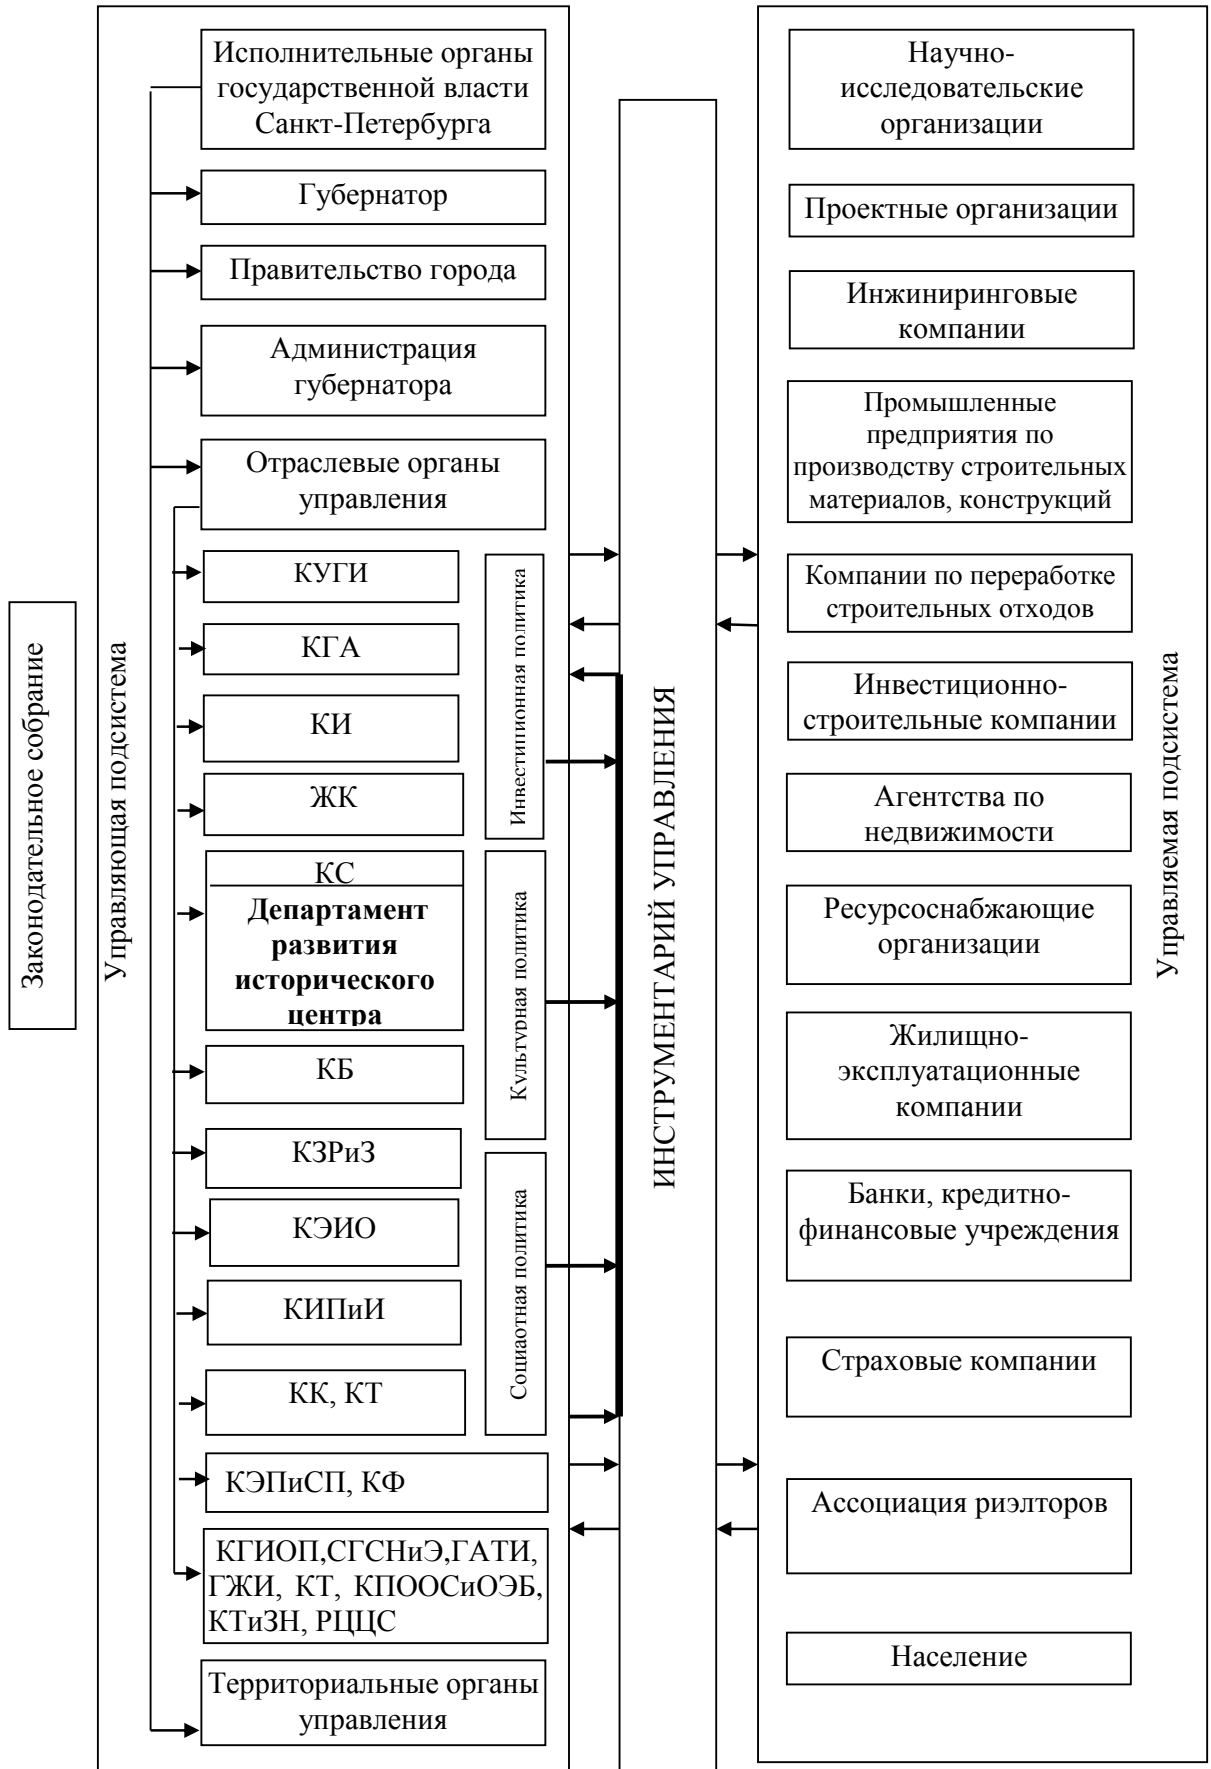 Законодательное собрание
Управляющая подсистема
Исполнительные органы
государственной власти
Санкт-Петербурга
Губернатор
Правительство города
Администрация
губернатора
Отраслевые органы
управления
КУГИ
КГА
КИ
ЖК
КС
Департамент
развития
исторического
центра
КБ
КЗРиЗ
КЭИО
КИПиИ
КК, КТ
КЭПиСП, КФ
КГИОП,СГСНиЭ,ГАТИ,
ГЖИ, КТ, КПООСиОЭБ,
КТиЗН, РЦЦС
Территориальные органы
управления
Инвестиционная политика
Культурная политика
Социальная политика
ИНСТРУМЕНТАРИЙ УПРАВЛЕНИЯ
Научно-
исследовательские
организации
Проектные организации
Инжиниринговые
компании
Промышленные
предприятия по
производству строительных
материалов, конструкций
Компании по переработке
строительных отходов
Инвестиционно-
строительные компании
Агентства по
недвижимости
Ресурсоснабжающие
организации
Жилищно-
эксплуатационные
компании
Банки, кредитно-
финансовые учреждения
Страховые компании
Ассоциация риэлторов
Население
Управляемая подсистема